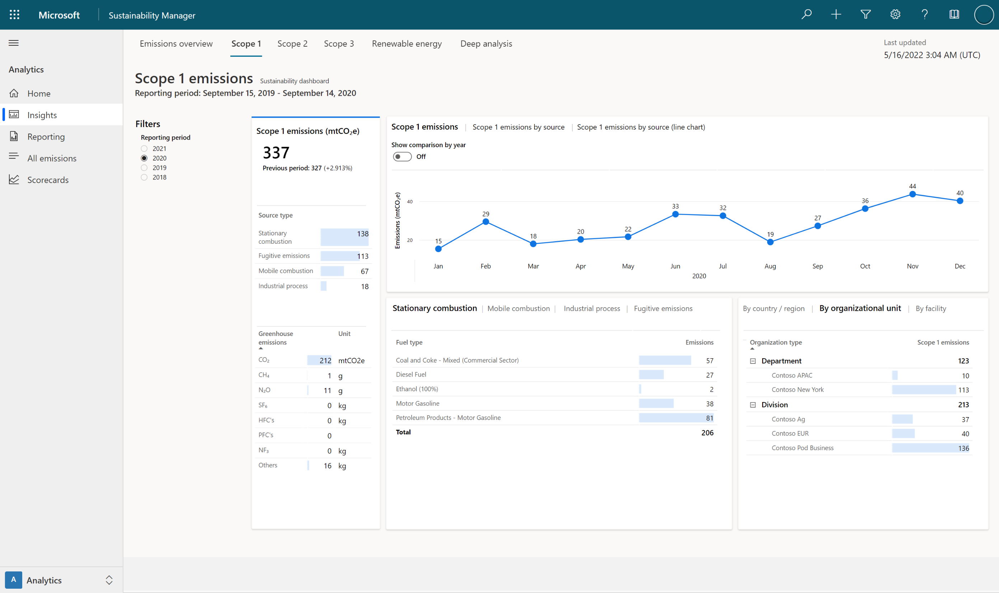 Microsoft
Sustainability Manager
Emissions overview
Scope 1
Scope 2
Scope 3
Renewable energy
Deep analysis
Last updated
5/16/2022 3:04 AM (UTC)
Analytics
Home
Insights
Reporting
All emissions
Scorecards
Scope 1 emissions Sustainability dashboard
Reporting period: September 15, 2019 - September 14, 2020
Filters
Reporting period
2021
2020
2019
2018
Scope 1 emissions (mtCO₂e)
337
Previous period: 327 (+2.913%)
Source type
Stationary
combustion 138
Fugitive emissions 113
Mobile combustion 67
Industrial process 18
Greenhouse
emissions Unit
CO₂ 212 mtCO2e
CH₄ 1 g
N₂O 11 g
SF₆ 0 kg
HFC's 0 kg
PFC's 0
NF₃ 0 kg
Others 16 kg
Scope 1 emissions | Scope 1 emissions by source | Scope 1 emissions by source (line chart)
Show comparison by year
Off
Emissions (mtCO₂e)
40
20
15
29
18
20
22
33
32
19
27
36
44
40
Jan Feb Mar Apr May Jun Jul Aug Sep Oct Nov Dec
2020
Stationary combustion | Mobile combustion | Industrial process | Fugitive emissions
Fuel type Emissions
Coal and Coke - Mixed (Commercial Sector) 57
Diesel Fuel 27
Ethanol (100%) 2
Motor Gasoline 38
Petroleum Products - Motor Gasoline 81
Total 206
By country / region | By organizational unit | By facility
Organization type Scope 1 emissions
Department 123
Contoso APAC 10
Contoso New York 113
Division 213
Contoso Ag 37
Contoso EUR 40
Contoso Pod Business 136
A
Analytics